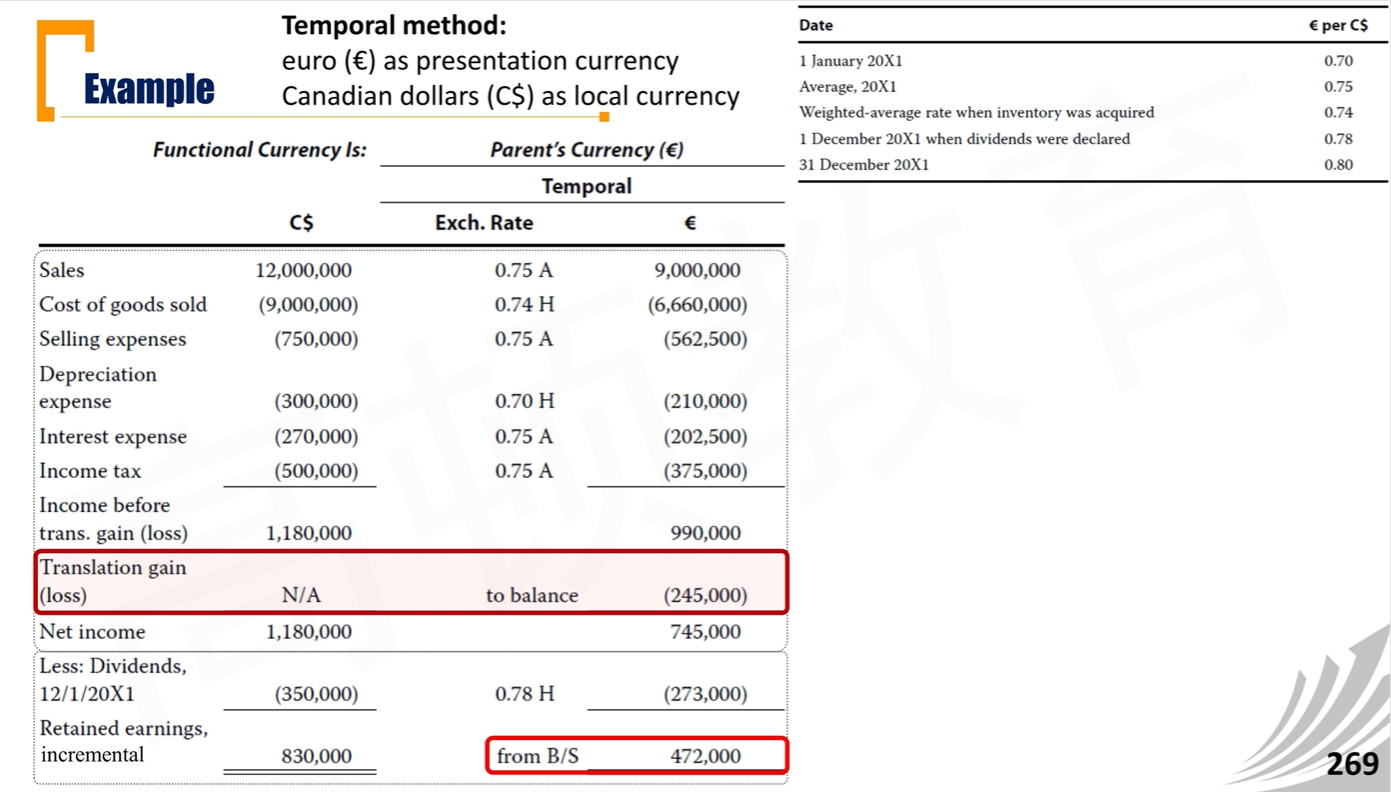 Example
Temporal method:
euro (€) as presentation currency
Canadian dollars (C$) as local currency
Date € per C$
1 January 20X1 0.70
Average, 20X1 0.75
Weighted-average rate when inventory was acquired 0.74
1 December 20X1 when dividends were declared 0.78
31 December 20X1 0.80
Functional Currency Is: Parent's Currency (€)
Temporal
C$ Exch. Rate €
Sales 12,000,000 0.75 A 9,000,000
Cost of goods sold (9,000,000) 0.74 H (6,660,000)
Selling expenses (750,000) 0.75 A (562,500)
Depreciation
expense (300,000) 0.70 H (210,000)
Interest expense (270,000) 0.75 A (202,500)
Income tax (500,000) 0.75 A (375,000)
Income before
trans. gain (loss) 1,180,000 990,000
Translation gain
(loss) N/A to balance (245,000)
Net income 1,180,000 745,000
Less: Dividends,
12/1/20X1 (350,000) 0.78 H (273,000)
Retained earnings,
incremental 830,000 from B/S 472,000
269
高顿教育